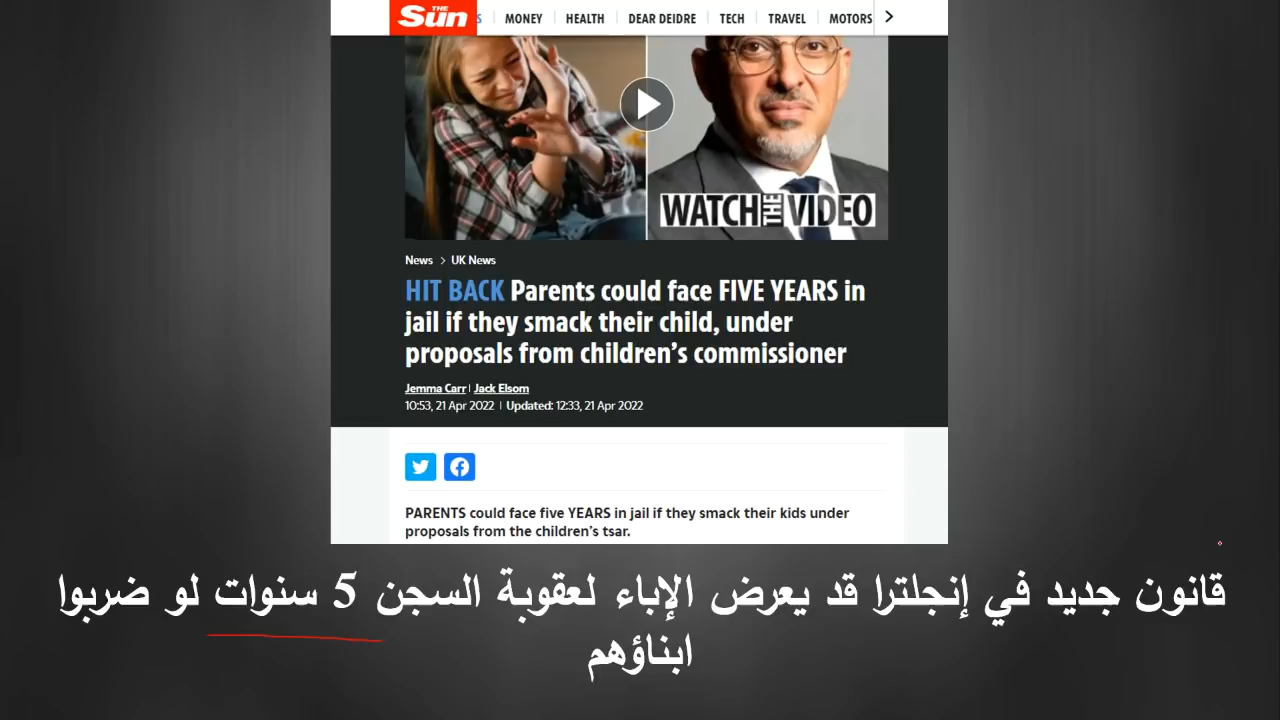 THE Sun
S MONEY HEALTH DEAR DEIDRE TECH TRAVEL MOTORS
WATCH THE VIDEO
News > UK News
HIT BACK Parents could face FIVE YEARS in
jail if they smack their child, under
proposals from children's commissioner
Jemma Carr | Jack Elsom
10:53, 21 Apr 2022 | Updated: 12:33, 21 Apr 2022
PARENTS could face five YEARS in jail if they smack their kids under
proposals from the children's tsar.
قانون جديد في إنجلترا قد يعرض الإباء لعقوبة السجن 5 سنوات لو ضربوا
ابناؤهم